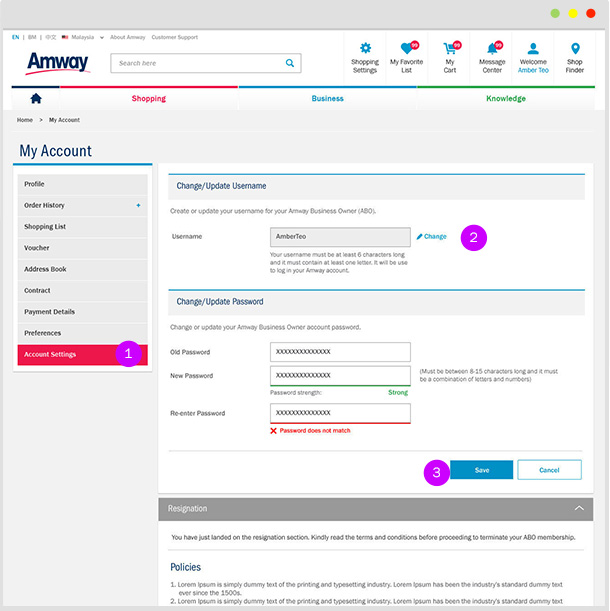 EN | BM | 中文 Malaysia About Amway Customer Support
Amway
Search here
Shopping Settings
99
My Favorite List
99
My Cart
99
Message Center
Welcome Amber Teo
Shop Finder
Shopping Business Knowledge
Home > My Account
My Account
Profile
Order History +
Shopping List
Voucher
Address Book
Contract
Payment Details
Preferences
Account Settings 1
Change/Update Username
Create or update your username for your Amway Business Owner (ABO).
Username AmberTeo Change 2
Your username must be at least 6 characters long
and it must contain at least one letter. It will be use
to log in your Amway account.
Change/Update Password
Change or update your Amway Business Owner account password.
Old Password XXXXXXXXXXXXXX
New Password XXXXXXXXXXXXXX (Must be between 8-15 characters long and it must
be a combination of letters and numbers)
Password strength: Strong
Re-enter Password XXXXXXXXXXXXXX
Password does not match
3 Save Cancel
Resignation
You have just landed on the resignation section. Kindly read the terms and conditions before proceeding to terminate your ABO membership.
Policies
1. Lorem Ipsum is simply dummy text of the printing and typesetting industry. Lorem Ipsum has been the industry's standard dummy text
ever since the 1500s.
2. Lorem Ipsum is simply dummy text of the printing and typesetting industry. Lorem Ipsum has been the industry's standard dummy text